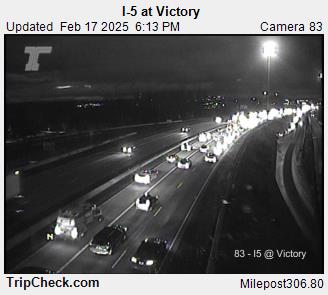 I-5 at Victory
Updated  Feb 17 2025  6:13 PM
Camera 83
T
N
83 - I5 @ Victory
TripCheck.com
Milepost306.80